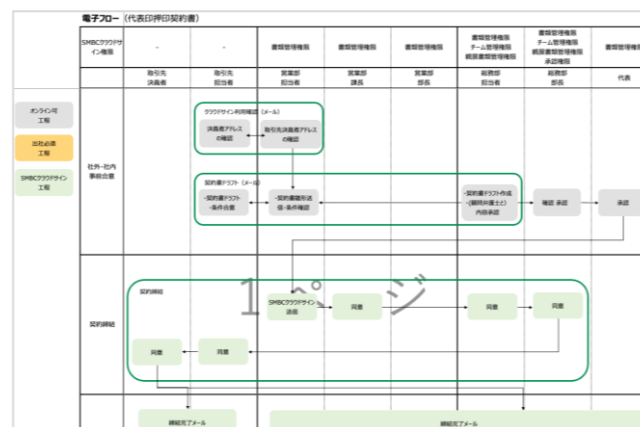 電子フロー（代表印押印契約書）
SMBCクラウドサイン権限
-
-
書類管理権限
書類管理権限
書類管理権限
書類管理権限
チーム管理権限
親展書類管理権限
書類管理権限
チーム管理権限
親展書類管理権限
承認権限
書類管理権
取引先
決裁者
取引先
担当者
営業部
担当者
営業部
課長
営業部
部長
総務部
担当者
総務部
部長
代表
オンライン可
工程
出社必須
工程
SMBCクラウドサイン
工程
社外-社内
事前合意
クラウドサイン利用確認（メール）
決裁者アドレス
の確認
取引先決裁者アドレス
の確認
契約書ドラフト（メール）
-契約書ドラフト
-条件合意
-契約書雛形送
信-条件確認
-契約書ドラフト作成
-(顧問弁護士と)
内容承認
確認 承認
承認
契約締結
契約締結
1 ページ
SMBCクラウドサイン
送信
同意
同意
同意
同意
同意
締結完了メール
締結完了メール